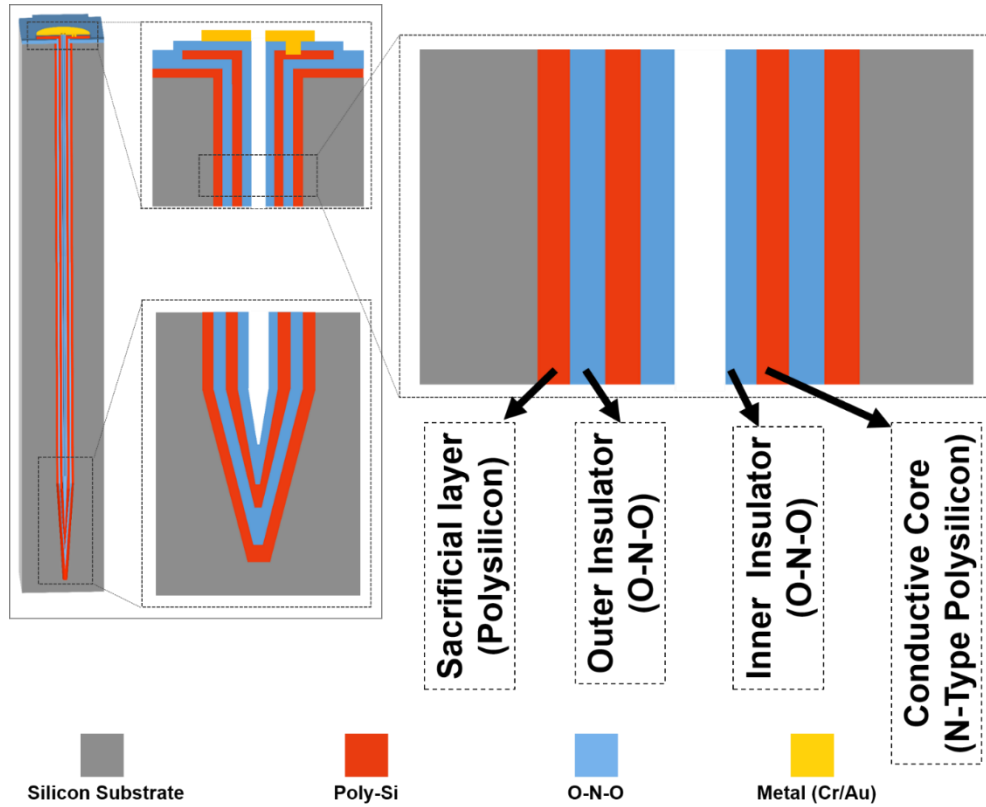 Sacrificial layer
(Polysilicon)
Outer Insulator
(O-N-O)
Inner Insulator
(O-N-O)
Conductive Core
(N-Type Polysilicon)
Silicon Substrate
Poly-Si
O-N-O
Metal (Cr/Au)